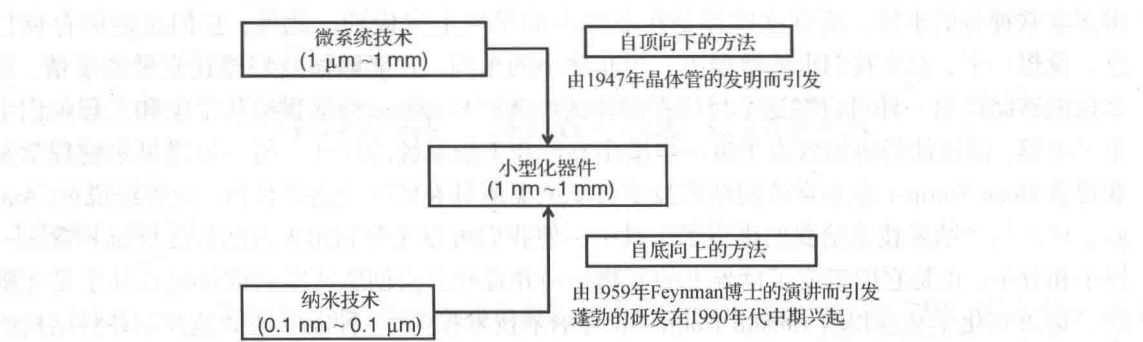 微系统技术
(1 μm~1 mm)
自顶向下的方法
由1947年晶体管的发明而引发
小型化器件
(1 nm~1 mm)
自底向上的方法
由1959年Feynman博士的演讲而引发
蓬勃的研发在1990年代中期兴起
纳米技术
(0.1 nm~0.1 μm)